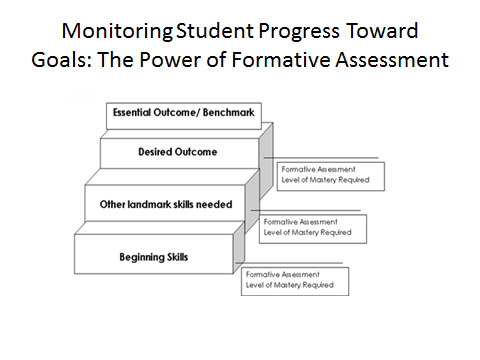 Monitoring Student Progress Toward
Goals: The Power of Formative Assessment
Essential Outcome/ Benchmark
Desired Outcome
Formative Assessment
Level of Mastery Required
Other landmark skills needed
Formative Assessment
Level of Mastery Required
Beginning Skills
Formative Assessment
Level of Mastery Required